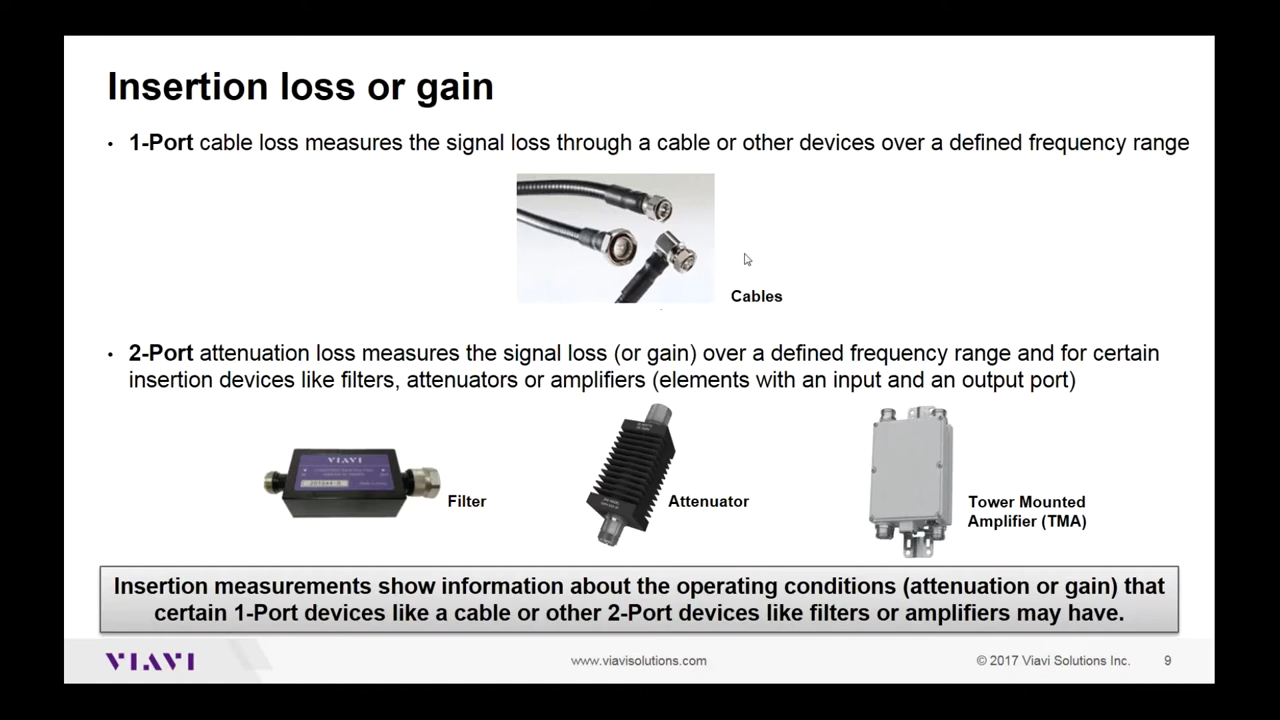 Insertion loss or gain
• 1-Port cable loss measures the signal loss through a cable or other devices over a defined frequency range
Cables
• 2-Port attenuation loss measures the signal loss (or gain) over a defined frequency range and for certain
insertion devices like filters, attenuators or amplifiers (elements with an input and an output port)
VIAVI
Filter
Attenuator
Tower Mounted
Amplifier (TMA)
Insertion measurements show information about the operating conditions (attenuation or gain) that
certain 1-Port devices like a cable or other 2-Port devices like filters or amplifiers may have.
VIAVI
www.viavisolutions.com
© 2017 Viavi Solutions Inc.
9